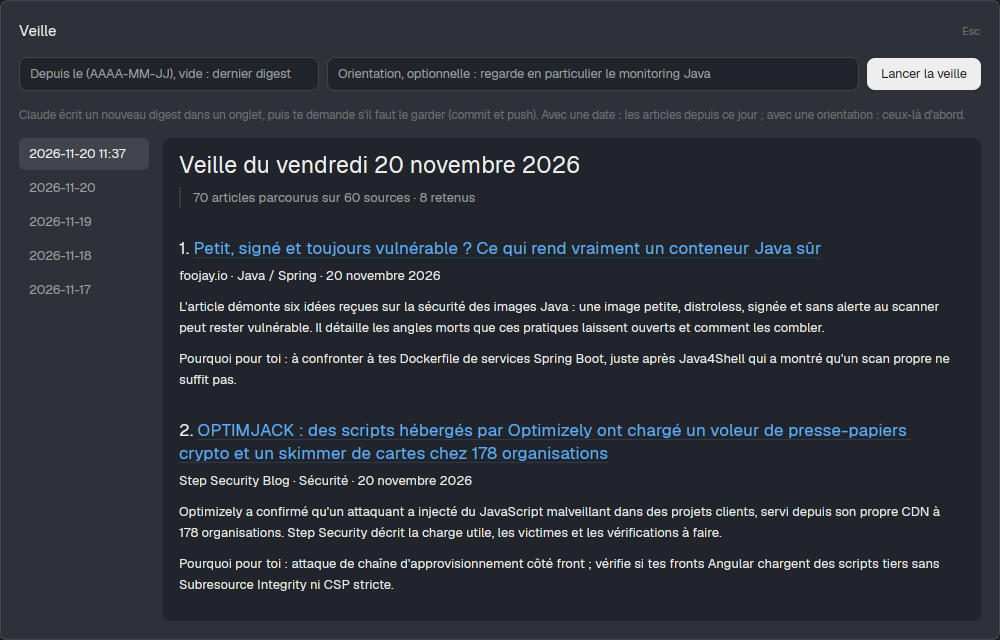 Veille
Esc
Depuis le (AAAA-MM-JJ), vide : dernier digest
Orientation, optionnelle : regarde en particulier le monitoring Java
Lancer la veille
Claude écrit un nouveau digest dans un onglet, puis te demande s'il faut le garder (commit et push). Avec une date : les articles depuis ce jour ; avec une orientation : ceux-là d'abord.
2026-11-20 11:37
2026-11-20
2026-11-19
2026-11-18
2026-11-17
Veille du vendredi 20 novembre 2026
70 articles parcourus sur 60 sources · 8 retenus
1. Petit, signé et toujours vulnérable ? Ce qui rend vraiment un conteneur Java sûr
foojay.io · Java / Spring · 20 novembre 2026
L'article démonte six idées reçues sur la sécurité des images Java : une image petite, distroless, signée et sans alerte au scanner
peut rester vulnérable. Il détaille les angles morts que ces pratiques laissent ouverts et comment les combler.
Pourquoi pour toi : à confronter à tes Dockerfile de services Spring Boot, juste après Java4Shell qui a montré qu'un scan propre ne
suffit pas.
2. OPTIMJACK : des scripts hébergés par Optimizely ont chargé un voleur de presse-papiers
crypto et un skimmer de cartes chez 178 organisations
Step Security Blog · Sécurité · 20 novembre 2026
Optimizely a confirmé qu'un attaquant a injecté du JavaScript malveillant dans des projets clients, servi depuis son propre CDN à
178 organisations. Step Security décrit la charge utile, les victimes et les vérifications à faire.
Pourquoi pour toi : attaque de chaîne d'approvisionnement côté front ; vérifie si tes fronts Angular chargent des scripts tiers sans
Subresource Integrity ni CSP stricte.